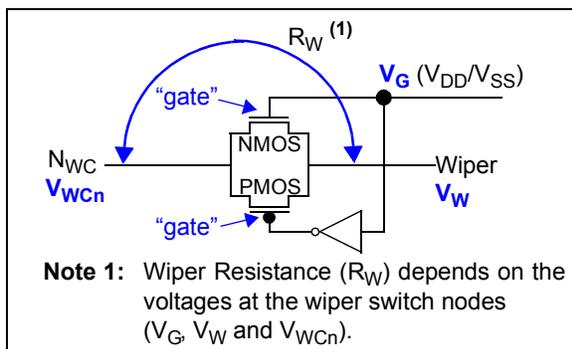 R_W (1)
V_G (V_DD/V_SS)
“gate”
NMOS
N_WC
Wiper
V_WCn
PMOS
V_W
“gate”
Note 1: Wiper Resistance (R_W) depends on the
voltages at the wiper switch nodes
(V_G, V_W and V_WCn).